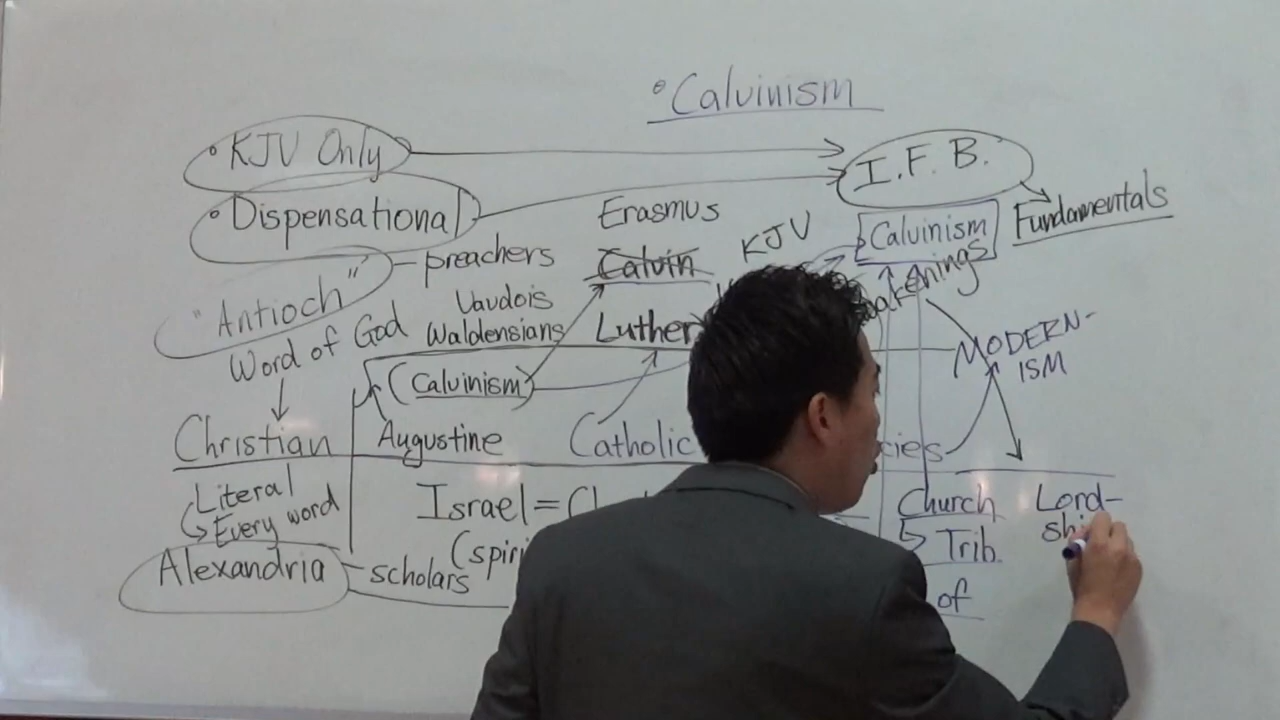 ° Calvinism
° KJV Only
I. F. B.
° Dispensational
Erasmus
KJV
Calvinism
Fundamentals
preachers
Calvin
"Antioch"
Vaudois
Word of God
Waldensians
Luther
MODERN-
ISM
(Calvinism)
Christian
Augustine
Catholic
Literal
Every word
Israel =
Church
Lord-
Trib.
Alexandria
- scholars
of